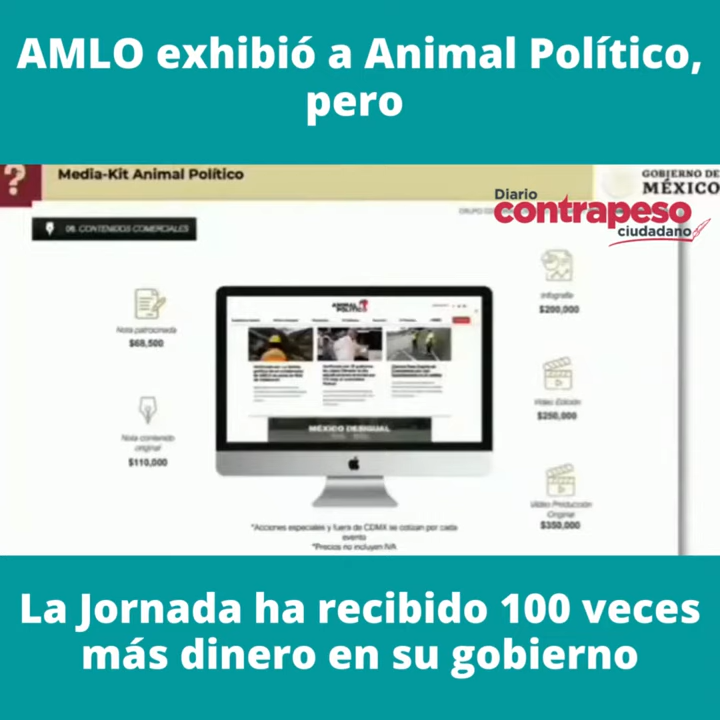 AMLO exhibió a Animal Político,
pero
?
Media-Kit Animal Político
GOBIERNO DE
MÉXICO
Diario
contrapeso
ciudadano
06. CONTENIDOS COMERCIALES
Nota patrocinada
$68,500
Nota contenido
original
$110,000
ANIMAL
POLÍTICO
MÉXICO DESIGUAL
Infografía
$200,000
Video Edición
$250,000
Video Producción
Original
$350,000
*Acciones especiales y fuera de CDMX se cotizan por cada
evento
*Precios no incluyen IVA
La Jornada ha recibido 100 veces
más dinero en su gobierno